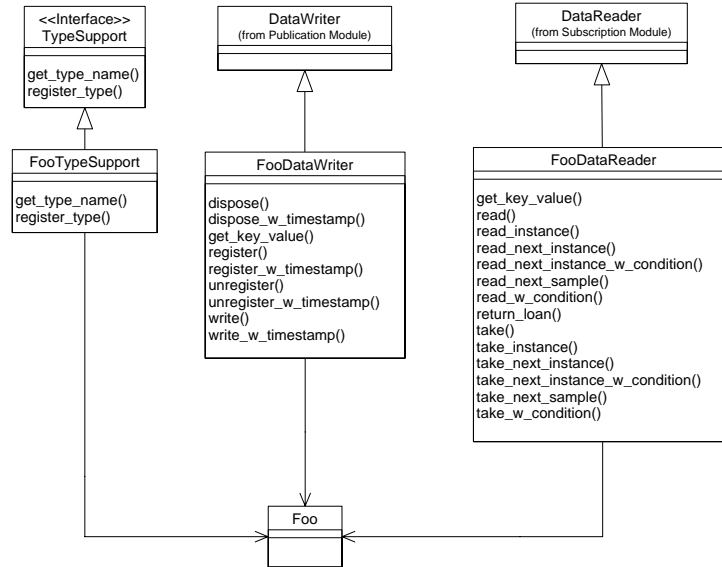 <<Interface>>
TypeSupport
get_type_name()
register_type()
DataWriter
(from Publication Module)
DataReader
(from Subscription Module)
FooTypeSupport
get_type_name()
register_type()
FooDataWriter
dispose()
dispose_w_timestamp()
get_key_value()
register()
register_w_timestamp()
unregister()
unregister_w_timestamp()
write()
write_w_timestamp()
FooDataReader
get_key_value()
read()
read_instance()
read_next_instance()
read_next_instance_w_condition()
read_next_sample()
read_w_condition()
return_loan()
take()
take_instance()
take_next_instance()
take_next_instance_w_condition()
take_next_sample()
take_w_condition()
Foo